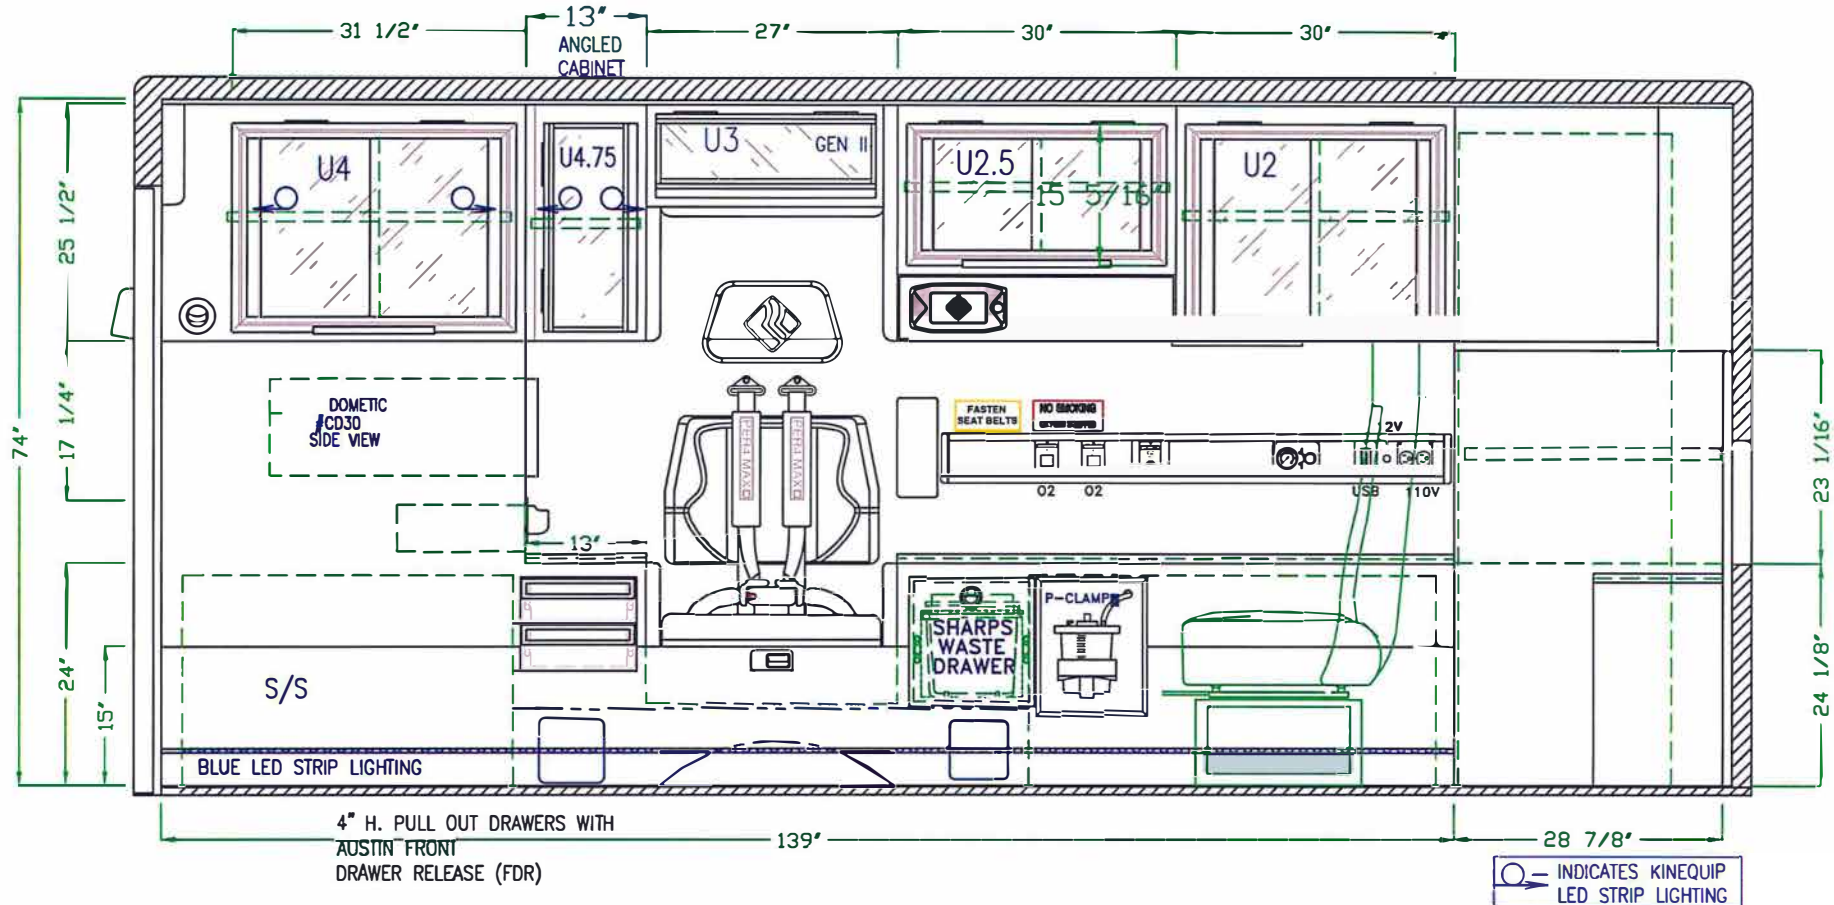 31 1/2"
13"
ANGLED
CABINET
27"
30"
30"
U4
U4.75
U3
GEN II
U2.5
15 5/16"
U2
74"
25 1/2"
17 1/4"
24"
15"
DOMETIC
#CD30
SIDE VIEW
PER4MAX
PER4MAX
FASTEN
SEAT BELTS
NO SMOKING
2V
O2
O2
USB
110V
13"
23 1/16"
24 1/8"
P-CLAMP
SHARPS
WASTE
DRAWER
S/S
BLUE LED STRIP LIGHTING
4" H. PULL OUT DRAWERS WITH
AUSTIN FRONT
DRAWER RELEASE (FDR)
139"
28 7/8"
INDICATES KINEQUIP
LED STRIP LIGHTING